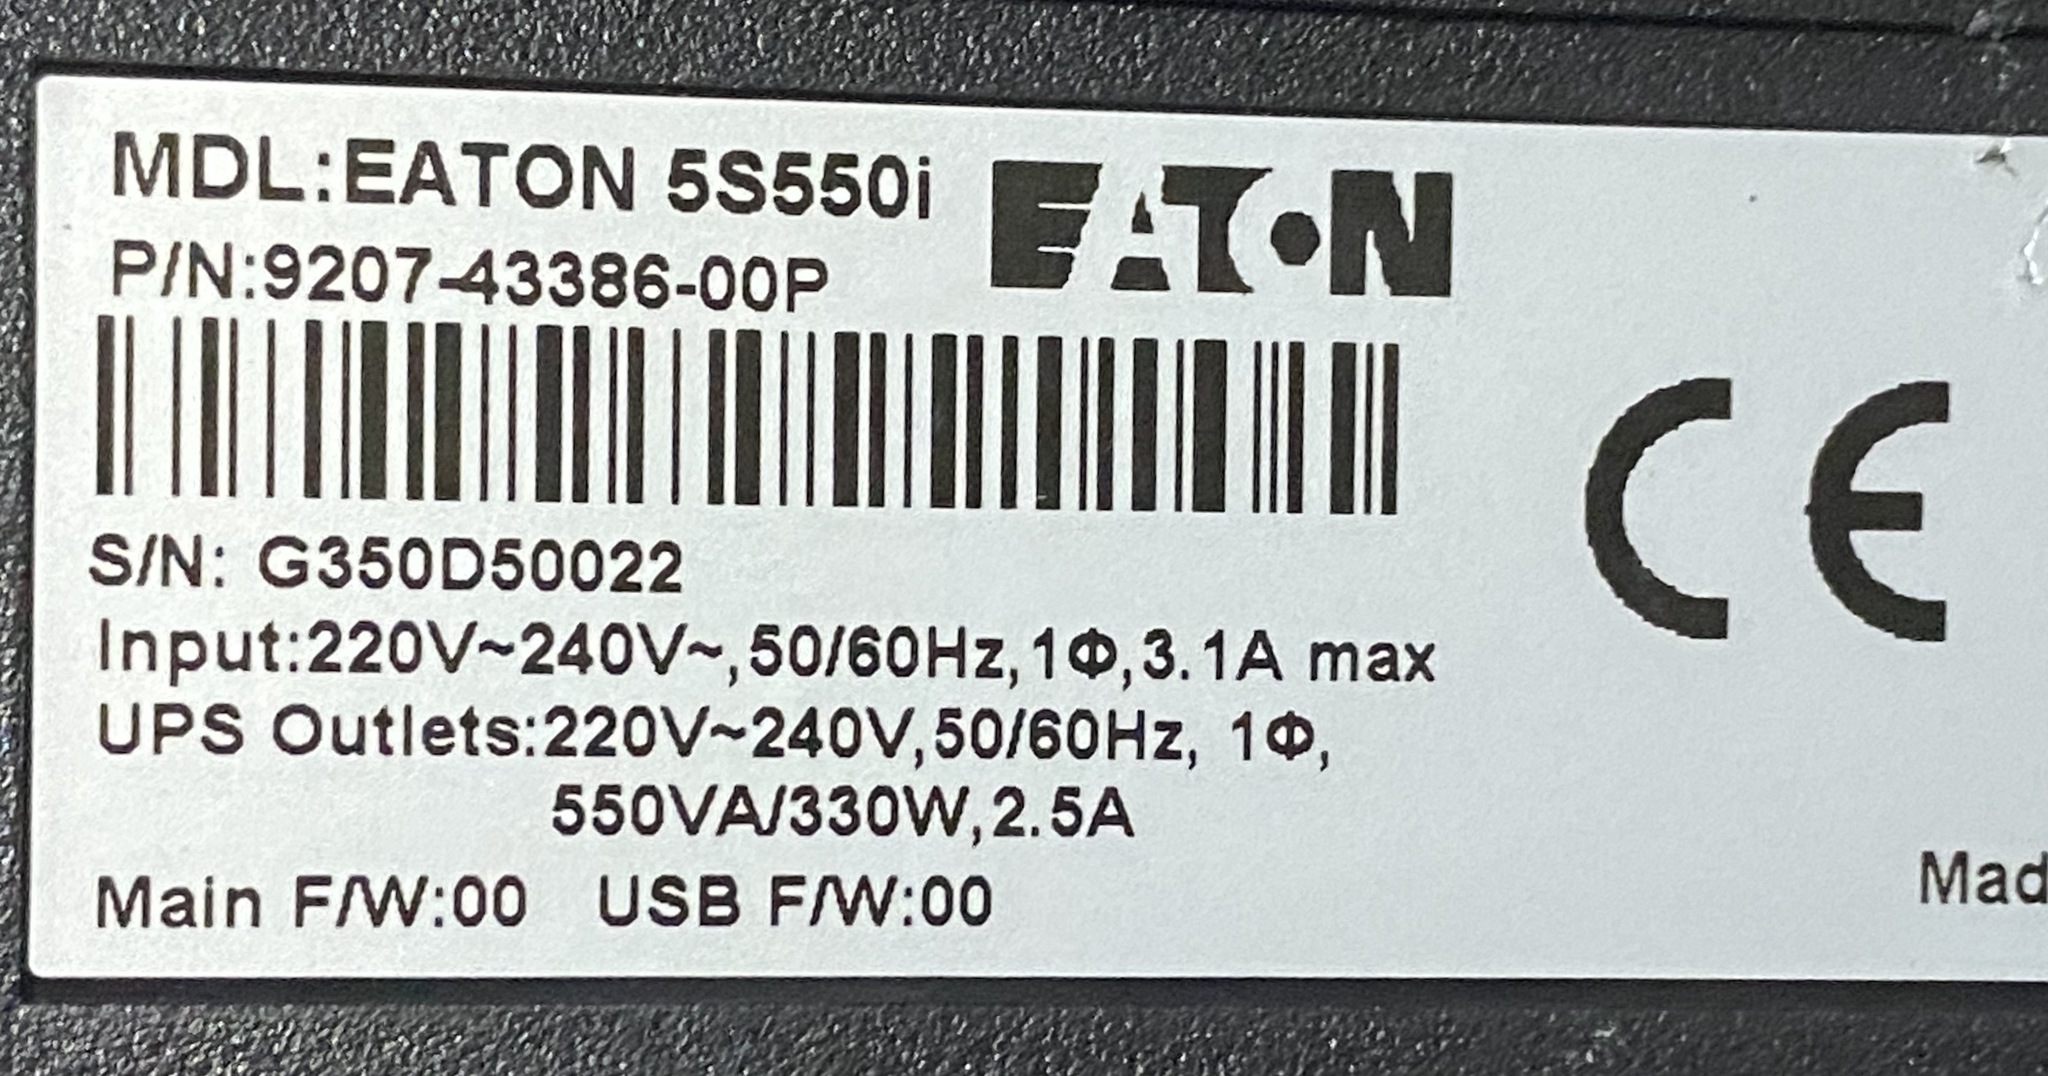 MDL:EATON 5S550i
EATON
P/N:9207-43386-00P
CE
S/N: G350D50022
Input:220V~240V~,50/60Hz,1Φ,3.1A max
UPS Outlets:220V~240V,50/60Hz, 1Φ,
550VA/330W,2.5A
Mad
Main F/W:00 USB F/W:00